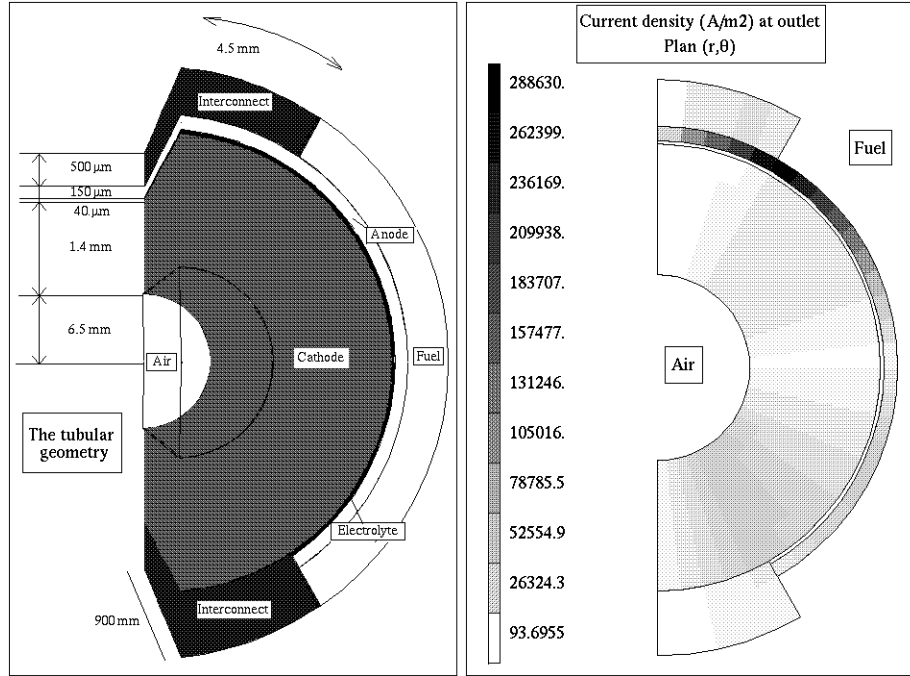 4.5 mm
Interconnect
500 µm
150 µm
40. µm
1.4 mm
Anode
6.5 mm
Air
Cathode
Fuel
The tubular
geometry
Electrolyte
Interconnect
900 mm
Current density (A/m2) at outlet
Plan (r,θ)
288630.
262399.
236169.
209938.
183707.
157477.
131246.
105016.
78785.5
52554.9
26324.3
93.6955
Fuel
Air